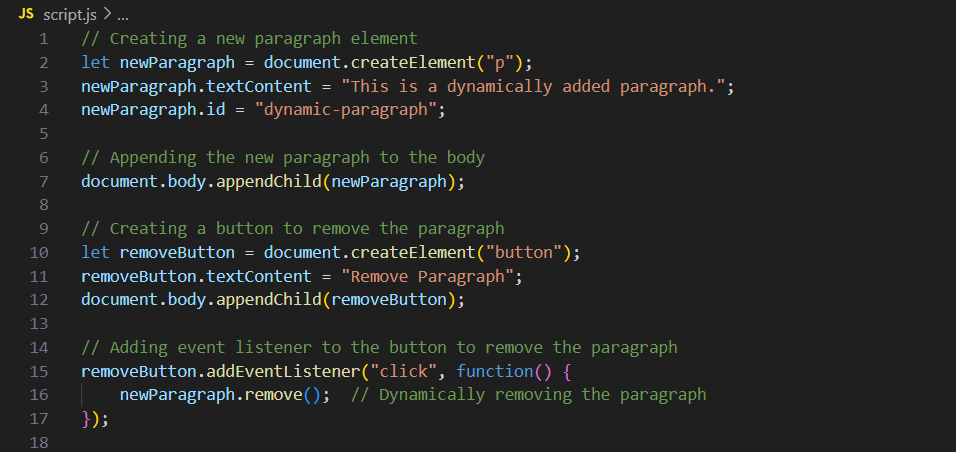 JS script.js > ...
1 // Creating a new paragraph element
2 let newParagraph = document.createElement("p");
3 newParagraph.textContent = "This is a dynamically added paragraph.";
4 newParagraph.id = "dynamic-paragraph";
5
6 // Appending the new paragraph to the body
7 document.body.appendChild(newParagraph);
8
9 // Creating a button to remove the paragraph
10 let removeButton = document.createElement("button");
11 removeButton.textContent = "Remove Paragraph";
12 document.body.appendChild(removeButton);
13
14 // Adding event listener to the button to remove the paragraph
15 removeButton.addEventListener("click", function() {
16     newParagraph.remove();  // Dynamically removing the paragraph
17 });
18